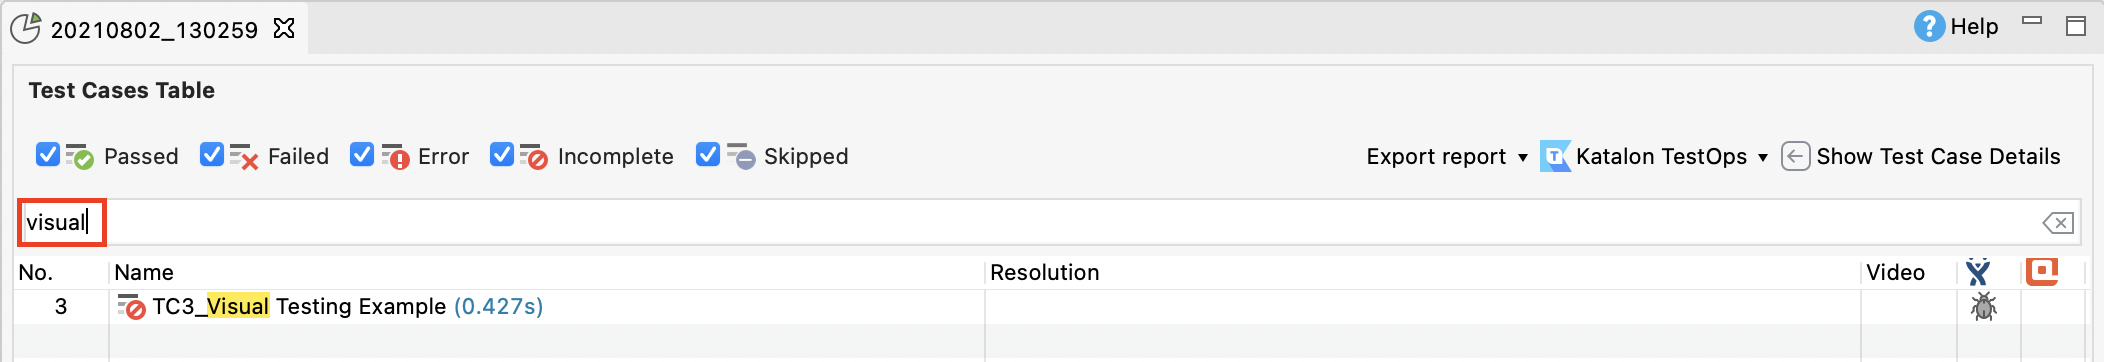 20210802_130259
Help
Test Cases Table
Passed Failed Error Incomplete Skipped Export report Katalon TestOps Show Test Case Details
visual
No. Name Resolution Video
3 TC3_Visual Testing Example (0.427s)